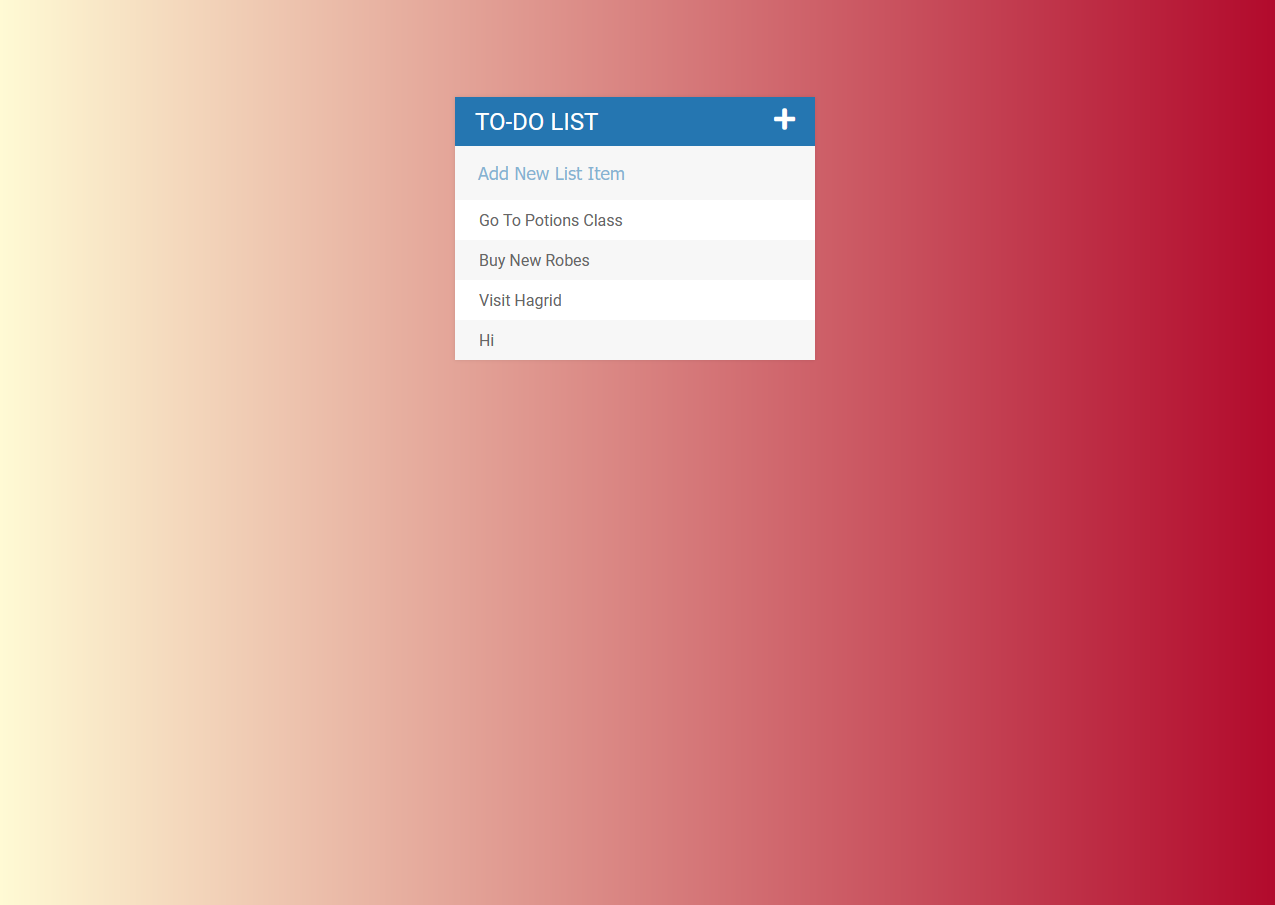 TO-DO LIST
Add New List Item
Go To Potions Class
Buy New Robes
Visit Hagrid
Hi